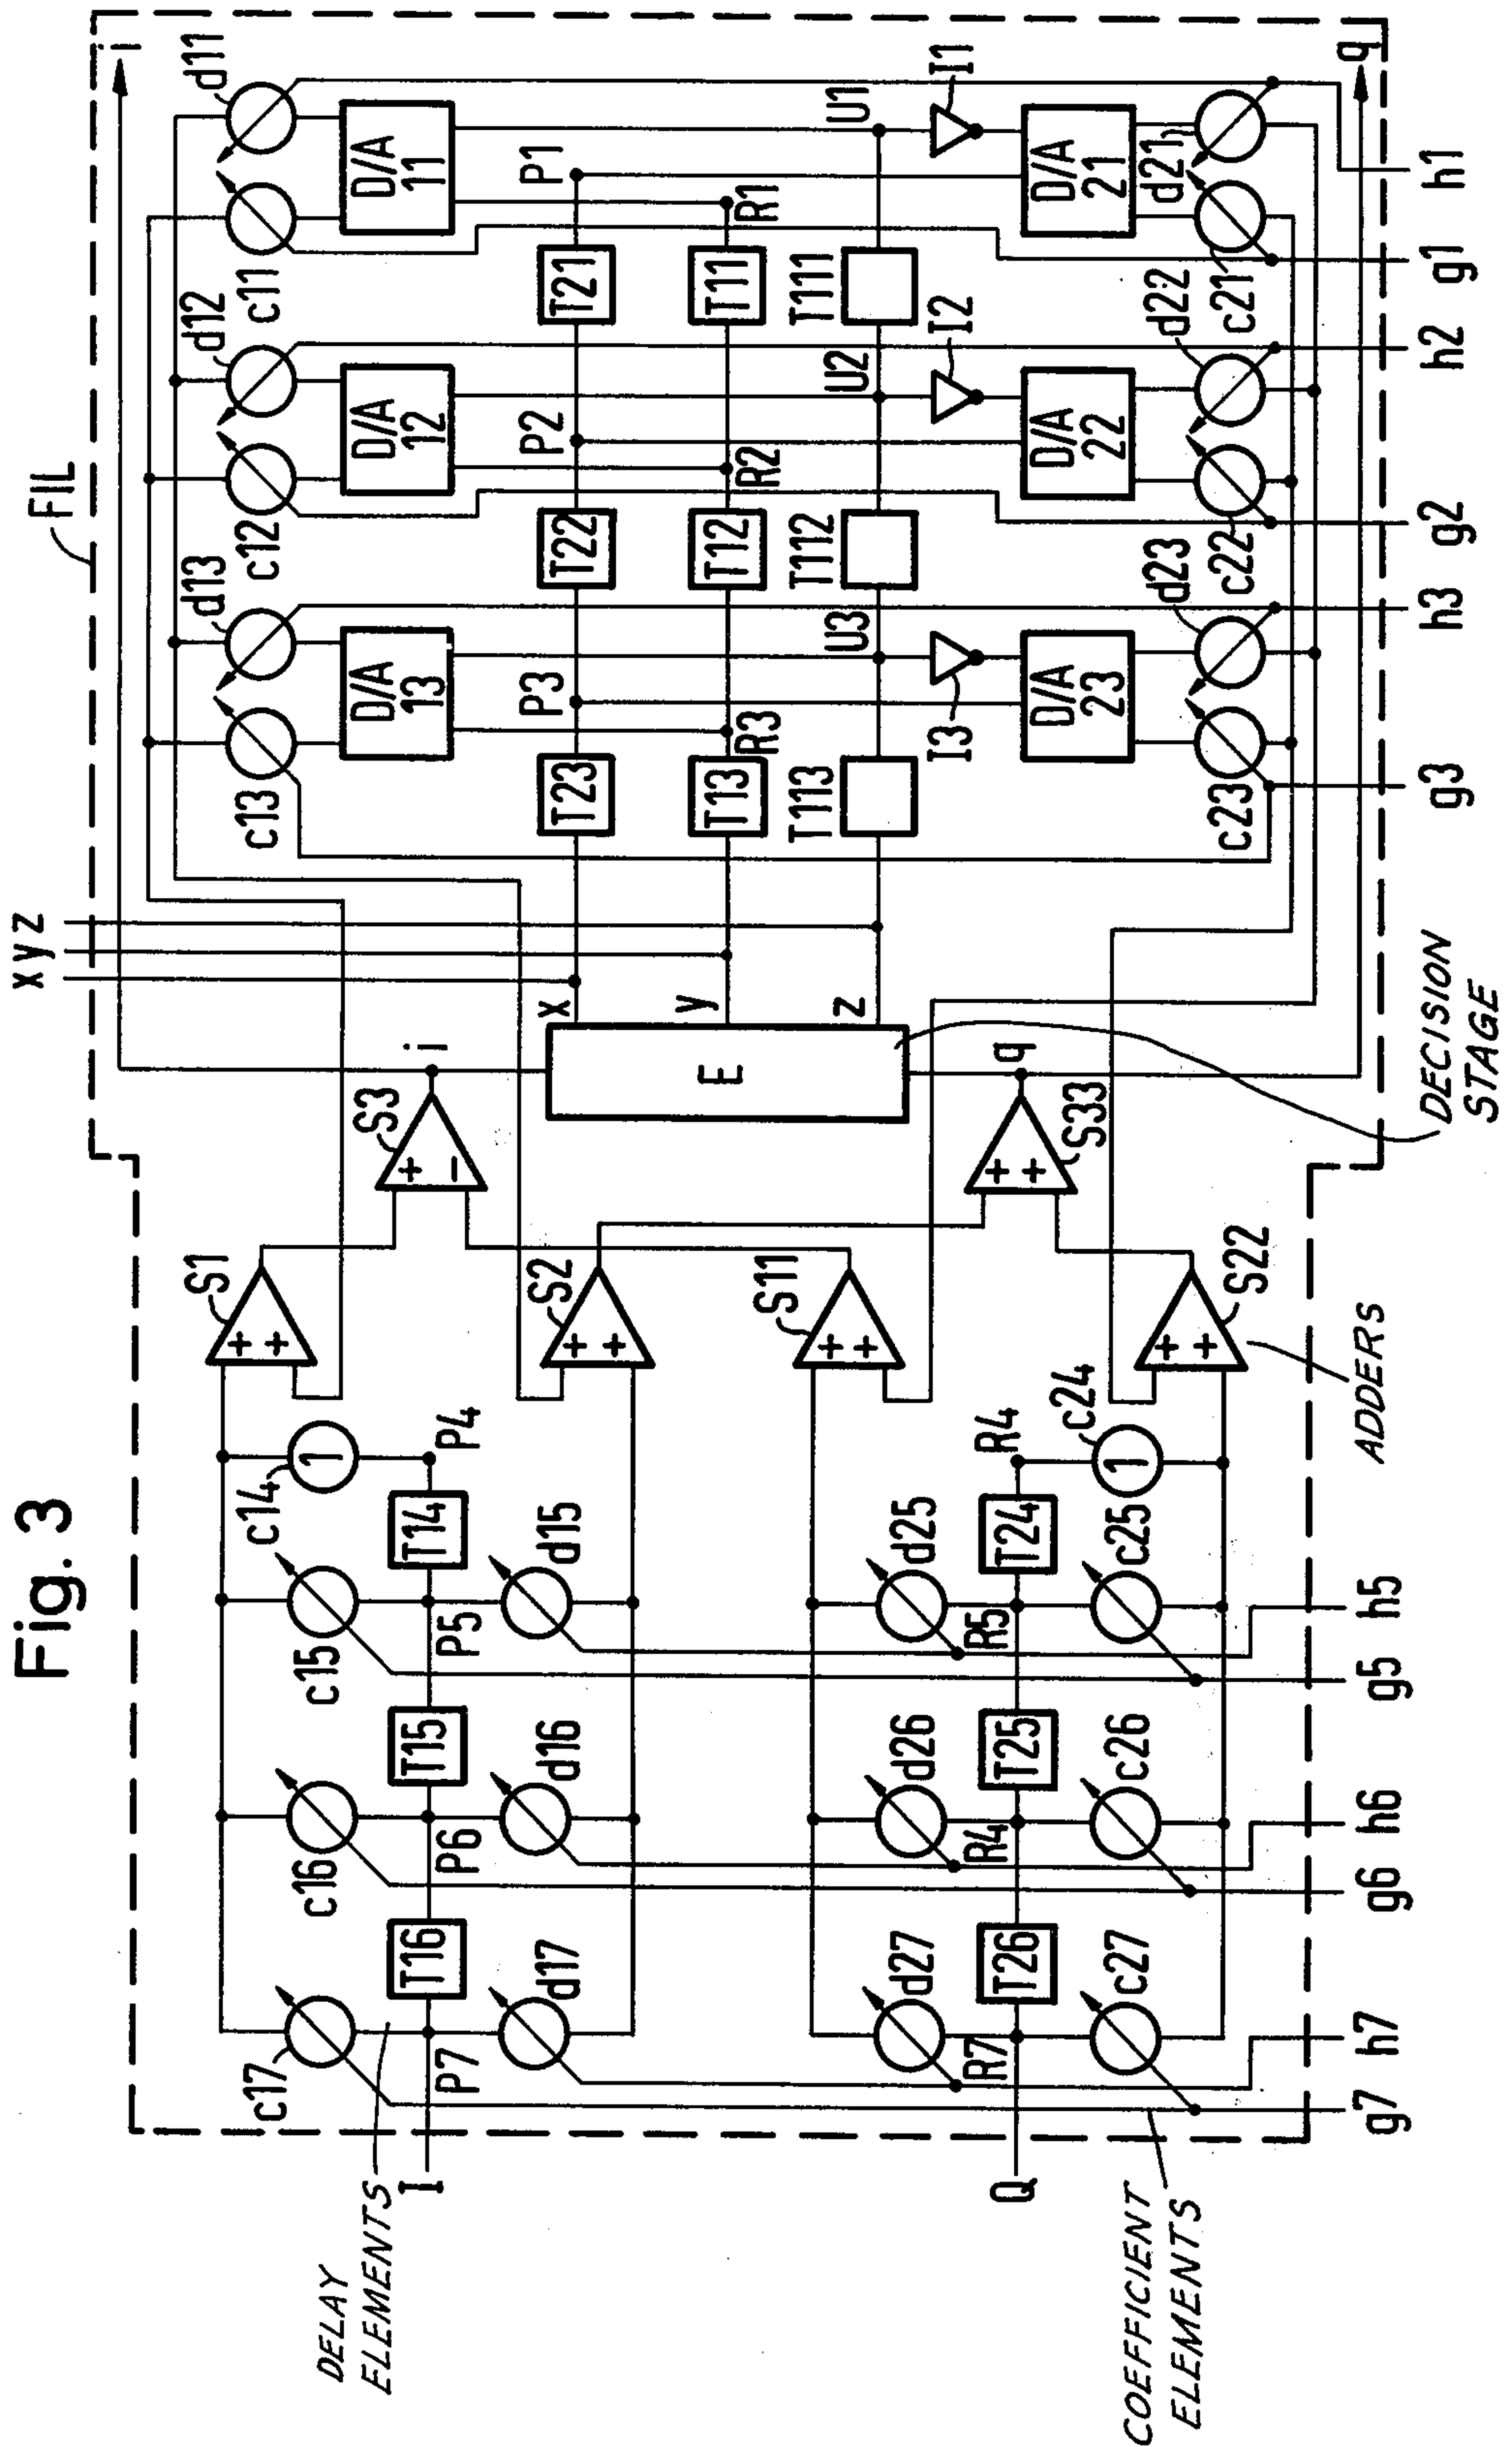 Fig. 3
FIL
x y z
i
d11
c11
d12
c12
d13
c13
D/A 11
D/A 12
D/A 13
P1
P2
P3
T21
T22
T23
R1
R2
R3
T11
T12
T13
U1
U2
U3
T111
T112
T113
I1
I2
I3
D/A 21
D/A 22
D/A 23
d21
c21
d22
c22
d23
c23
q
h1
g1
h2
g2
h3
g3
x
y
z
E
i
q
DECISION STAGE
S3
+
−
S33
+
+
S1
+
+
S2
+
+
S11
+
+
S22
+
+
ADDERS
c14
1
P4
T14
c15
P5
d15
T15
c16
P6
d16
T16
c17
P7
d17
I
R4
c24
1
T24
d25
R5
c25
T25
d26
R4
c26
T26
d27
R7
c27
Q
h5
g5
h6
g6
h7
g7
DELAY ELEMENTS
COEFFICIENT ELEMENTS